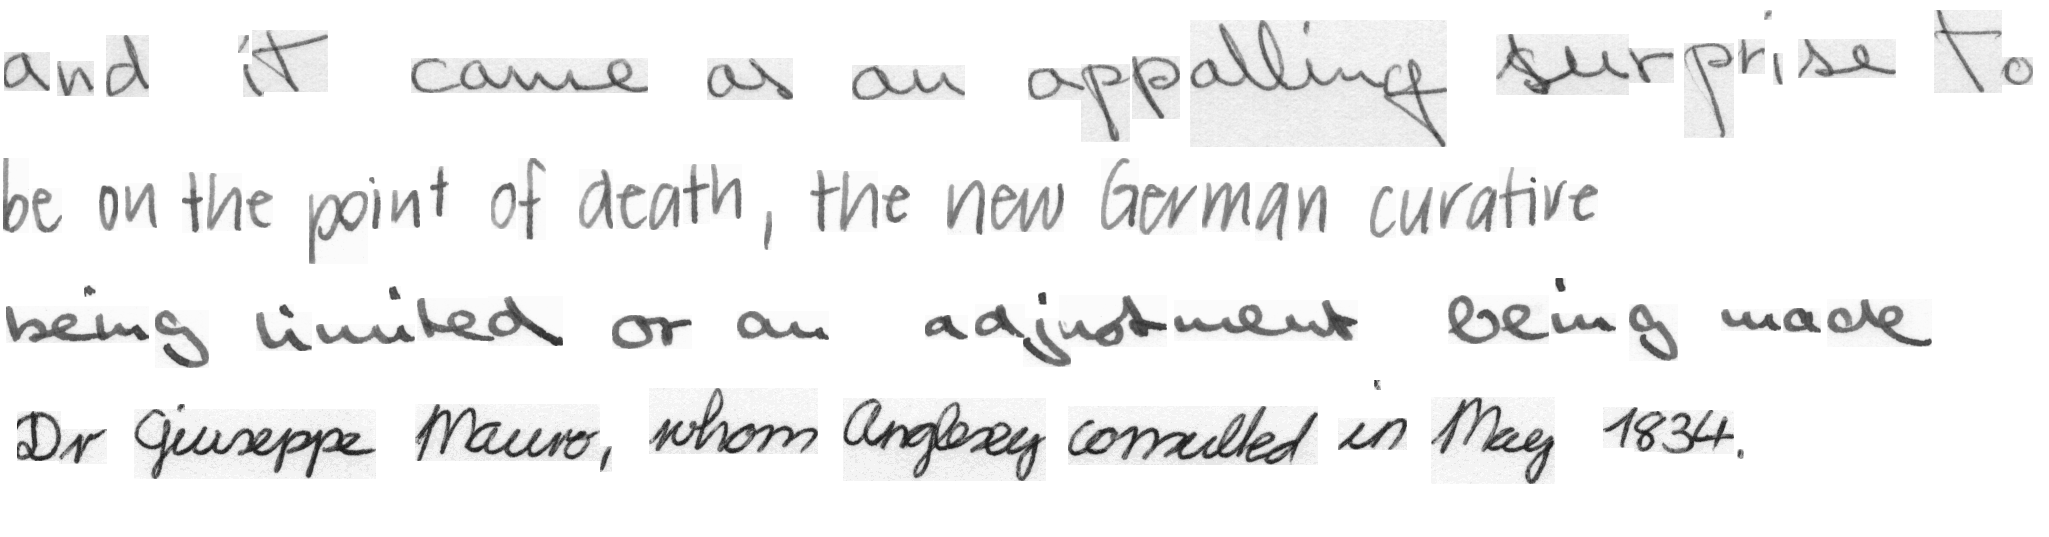 and it came as an appalling surprise to
be on the point of death, the new German curative
being limited or an adjustment being made
Dr Giuseppe Mauro, whom Anglesey consulted in May 1834.